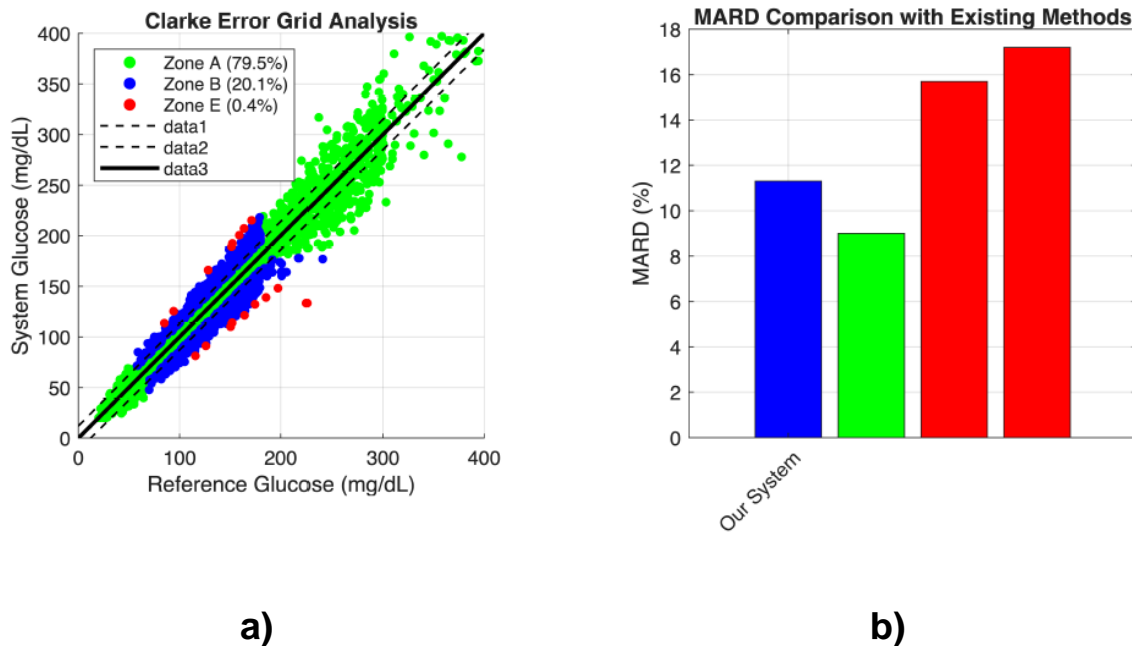 Clarke Error Grid Analysis
400
350
300
250
200
150
100
50
0
System Glucose (mg/dL)
Zone A (79.5%)
Zone B (20.1%)
Zone E (0.4%)
data1
data2
data3
0 100 200 300 400
Reference Glucose (mg/dL)
a)
MARD Comparison with Existing Methods
18
16
14
12
10
8
6
4
2
0
MARD (%)
Our System
b)